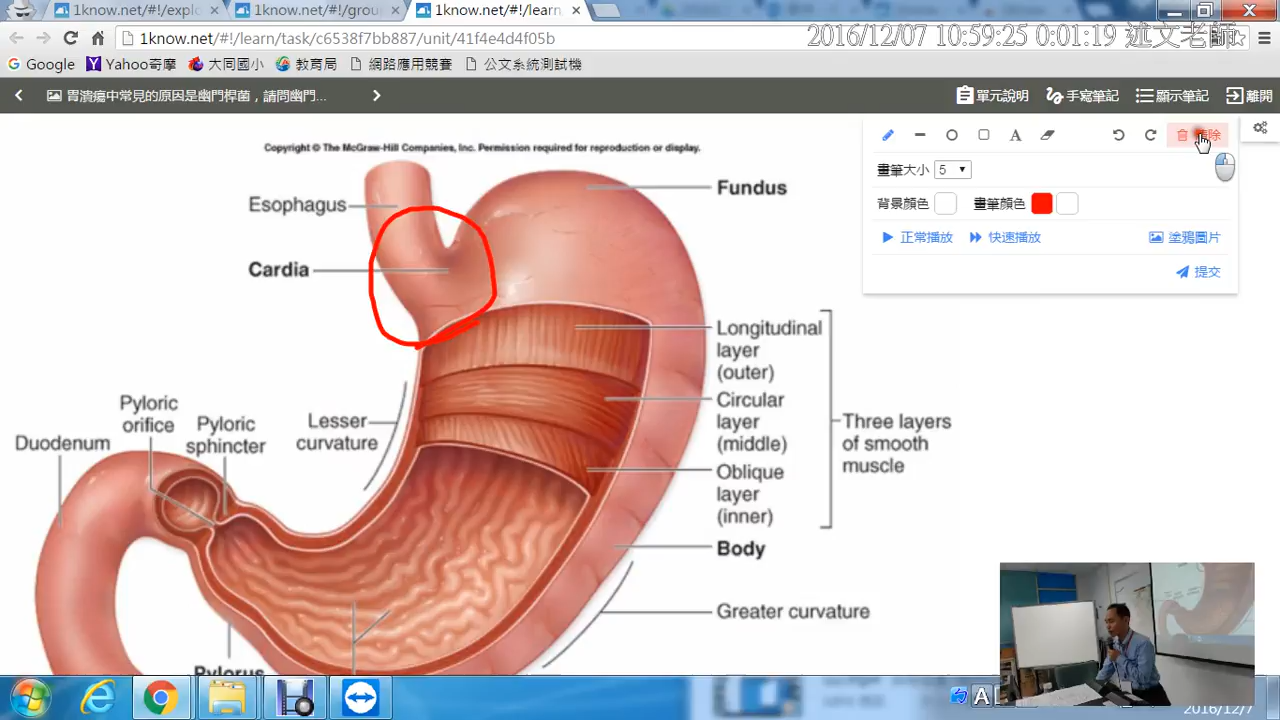 1know.net/#!/explo
1know.net/#!/grou
1know.net/#!/learn
1know.net/#!/learn/task/c6538f7bb887/unit/41f4e4d4f05b
2016/12/07 10:59:25 0:01:19 述文老師
Google
Yahoo奇摩
大同國小
教育局
網路應用競賽
公文系統測試機
胃潰瘍中常見的原因是幽門桿菌，請問幽門...
單元說明
手寫筆記
顯示筆記
離開
Copyright © The McGraw-Hill Companies, Inc. Permission required for reproduction or display.
A
畫筆大小 5
背景顏色
畫筆顏色
正常播放
快速播放
塗鴉圖片
提交
Esophagus
Fundus
Cardia
Longitudinal
layer
(outer)
Circular
layer
(middle)
Oblique
layer
(inner)
Three layers
of smooth
muscle
Lesser
curvature
Pyloric
orifice
Pyloric
sphincter
Duodenum
Body
Greater curvature
Pylorus
A
2016/12/7